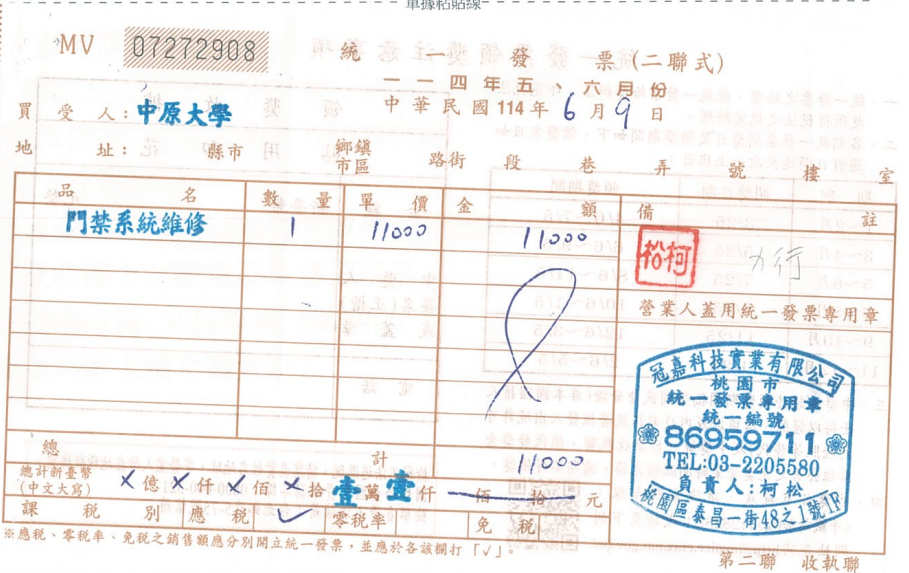 單據粘貼線
MV 07272908
統一發票(二聯式)
一一四年五、六月份
中華民國114年6月9日
買受人：中原大學
地址： 縣市 鄉鎮市區 路街 段 巷 弄 號 樓 室
品名 數量 單價 金額 備註
門禁系統維修 1 11000 11000
松柯
力行
營業人蓋用統一發票專用章
冠嘉科技實業有限公司
桃園市
統一發票專用章
統一編號
86959711
TEL:03-2205580
負責人:柯松
桃園區泰昌一街48之1號1F
總計 11000
總計新臺幣(中文大寫) ×億×仟×佰×拾壹萬壹仟佰拾元
課稅別 應稅 ✓ 零稅率 免稅
※應稅、零稅率、免稅之銷售額應分別開立統一發票，並應於各該欄打「√」。
第二聯 收執聯